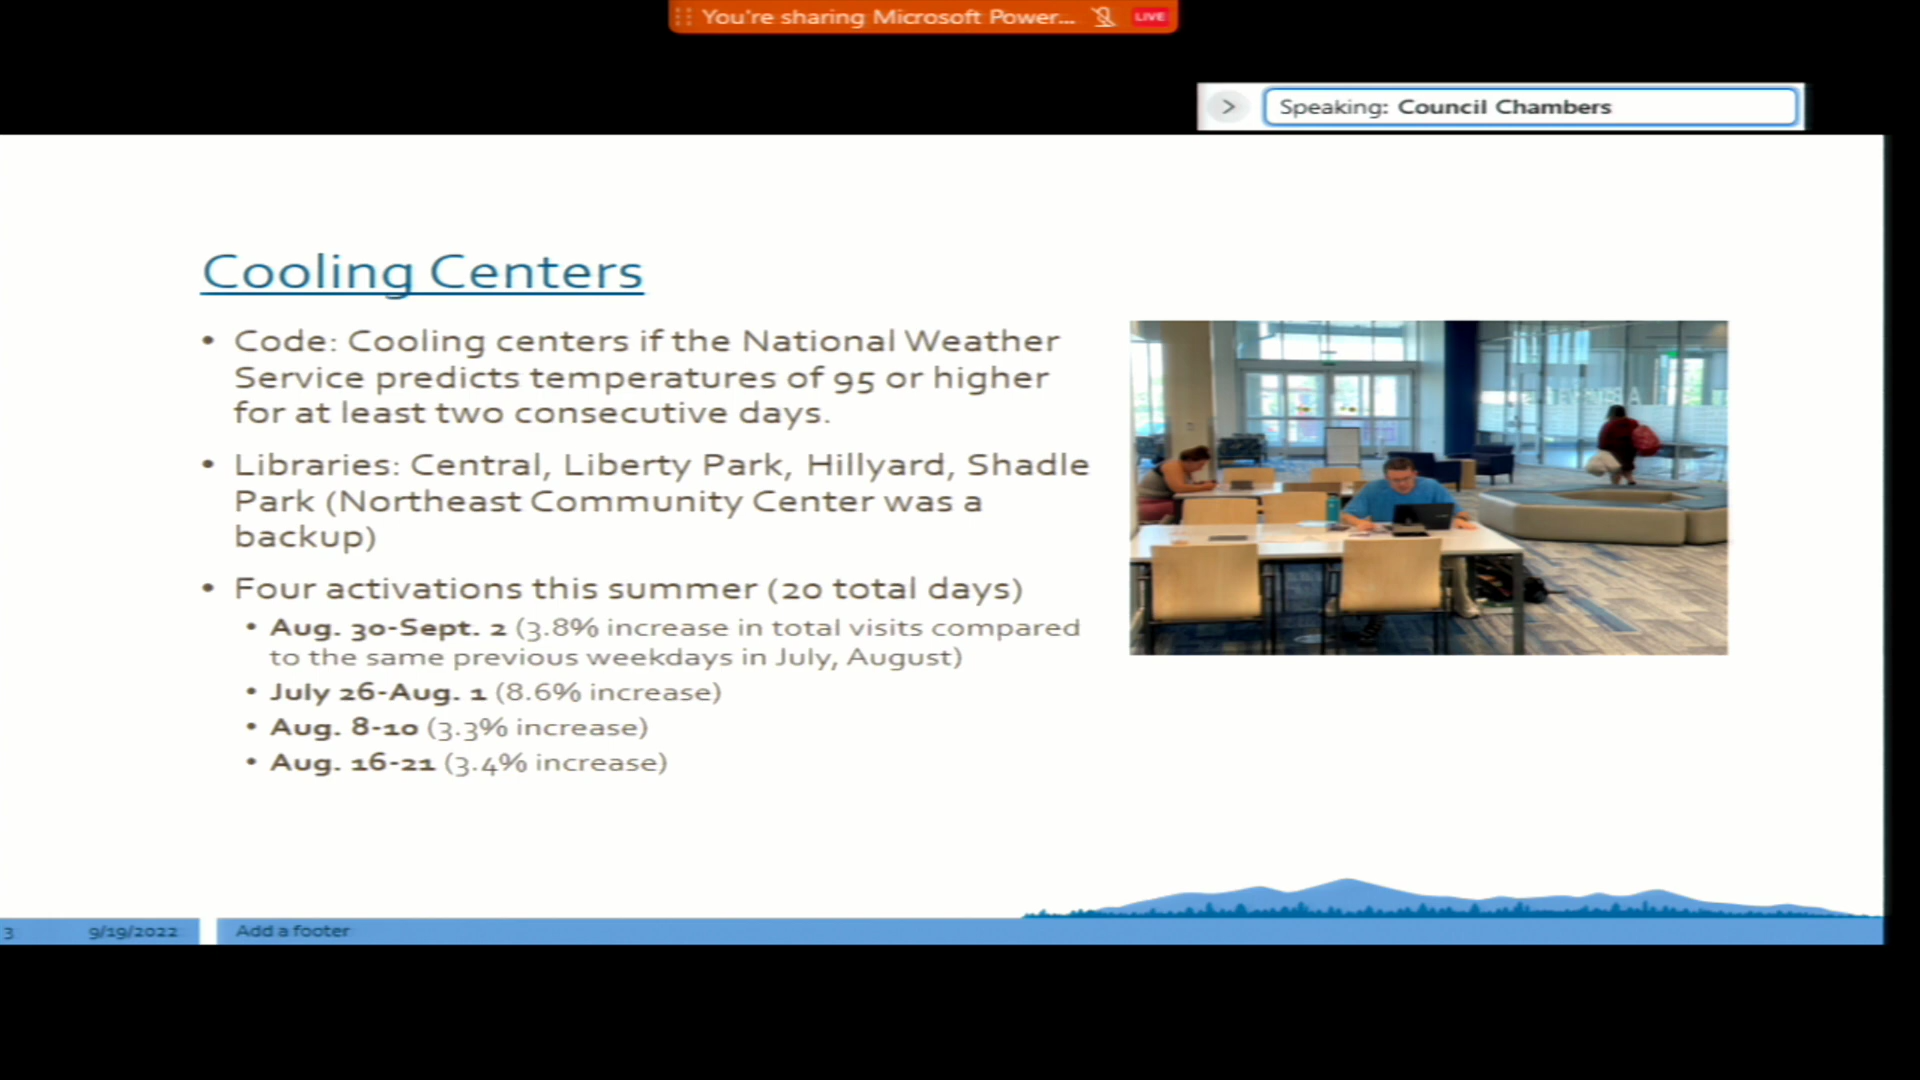 You're sharing Microsoft Power...
LIVE
Speaking: Council Chambers
Cooling Centers
• Code: Cooling centers if the National Weather
Service predicts temperatures of 95 or higher
for at least two consecutive days.
• Libraries: Central, Liberty Park, Hillyard, Shadle
Park (Northeast Community Center was a
backup)
• Four activations this summer (20 total days)
• Aug. 30-Sept. 2 (3.8% increase in total visits compared
to the same previous weekdays in July, August)
• July 26-Aug. 1 (8.6% increase)
• Aug. 8-10 (3.3% increase)
• Aug. 16-21 (3.4% increase)
3
9/19/2022
Add a footer